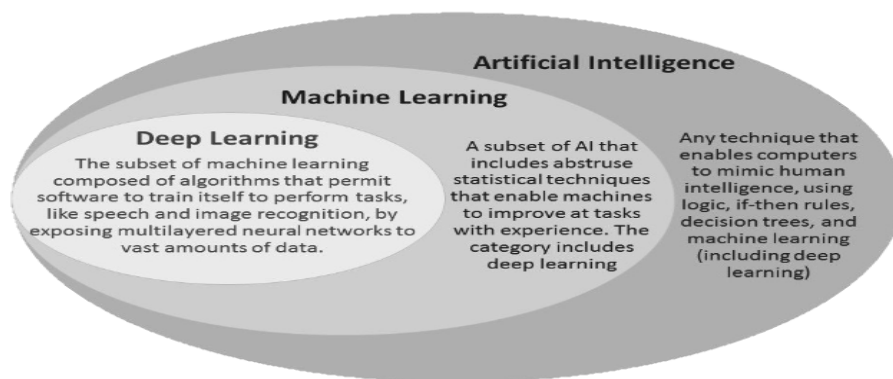 Artificial Intelligence
Machine Learning
Deep Learning
The subset of machine learning
composed of algorithms that permit
software to train itself to perform tasks,
like speech and image recognition, by
exposing multilayered neural networks to
vast amounts of data.
A subset of AI that
includes abstruse
statistical techniques
that enable machines
to improve at tasks
with experience. The
category includes
deep learning
Any technique that
enables computers
to mimic human
intelligence, using
logic, if-then rules,
decision trees, and
machine learning
(including deep
learning)